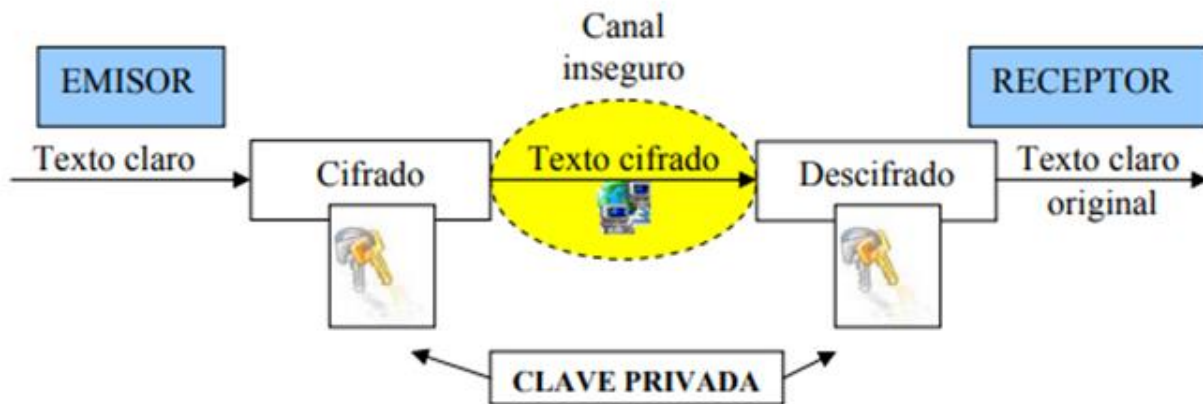 Canal
inseguro
EMISOR
RECEPTOR
Texto claro
Cifrado
Texto cifrado
Descifrado
Texto claro
original
CLAVE PRIVADA